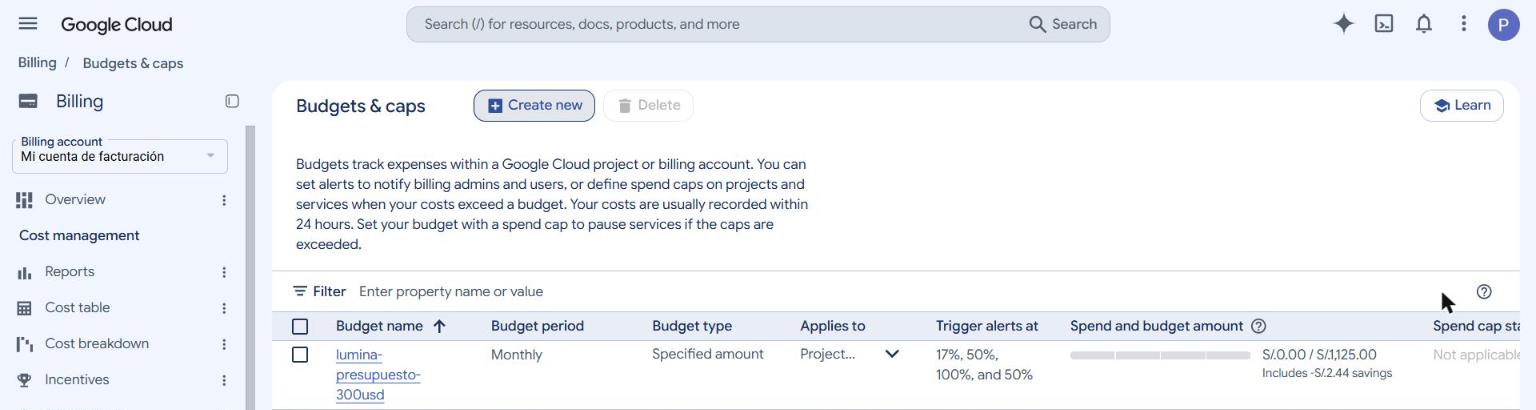 Google Cloud
Search (/) for resources, docs, products, and more
Search
P
Billing / Budgets & caps
Billing
Billing account
Mi cuenta de facturación
Overview
Cost management
Reports
Cost table
Cost breakdown
Incentives
Budgets & caps
Create new
Delete
Learn
Budgets track expenses within a Google Cloud project or billing account. You can
set alerts to notify billing admins and users, or define spend caps on projects and
services when your costs exceed a budget. Your costs are usually recorded within
24 hours. Set your budget with a spend cap to pause services if the caps are
exceeded.
Filter Enter property name or value
Budget name Budget period Budget type Applies to Trigger alerts at Spend and budget amount Spend cap sta
lumina-
presupuesto-
300usd
Monthly
Specified amount
Project...
17%, 50%,
100%, and 50%
S/.0.00 / S/.1,125.00
Includes -S/.2.44 savings
Not applicable